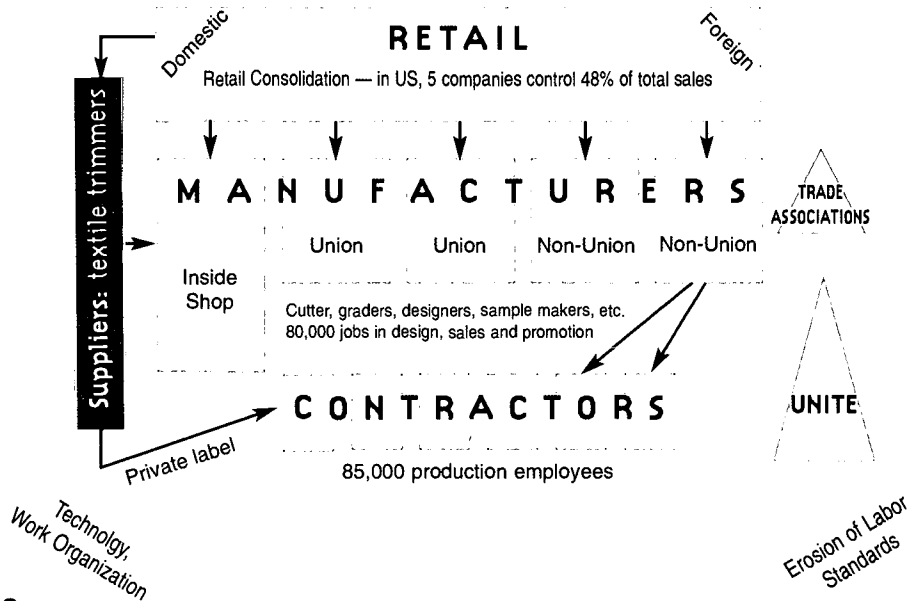 RETAIL
Domestic
Foreign
Retail Consolidation — in US, 5 companies control 48% of total sales
Suppliers: textile trimmers
MANUFACTURERS
Union
Union
Non-Union
Non-Union
Inside
Shop
Cutter, graders, designers, sample makers, etc.
80,000 jobs in design, sales and promotion
TRADE
ASSOCIATIONS
CONTRACTORS
UNITE
Private label
85,000 production employees
Technolgy,
Work Organization
Erosion of Labor
Standards